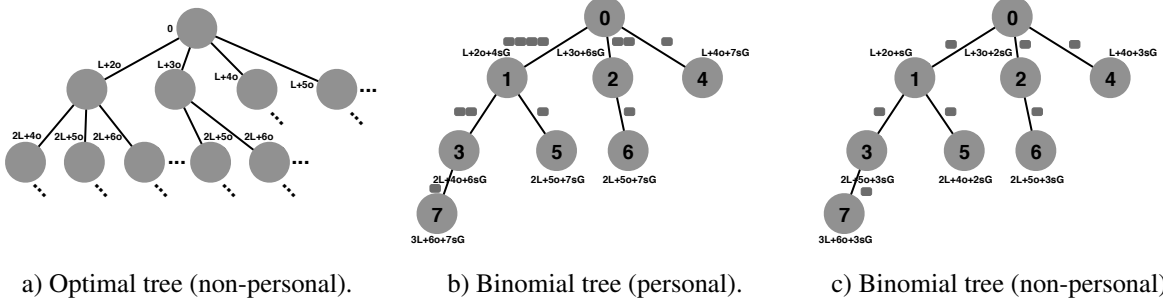 0
L+2o L+3o L+4o L+5o ...
2L+4o 2L+5o 2L+6o ... 2L+5o 2L+6o ...
a) Optimal tree (non-personal).
0
L+2o+4sG L+3o+6sG L+4o+7sG
1 2 4
3 5 6
2L+4o+6sG 2L+5o+7sG 2L+5o+7sG
7
3L+6o+7sG
b) Binomial tree (personal).
0
L+2o+sG L+3o+2sG L+4o+3sG
1 2 4
3 5 6
2L+5o+3sG 2L+4o+2sG 2L+5o+3sG
7
3L+6o+3sG
c) Binomial tree (non-personal)